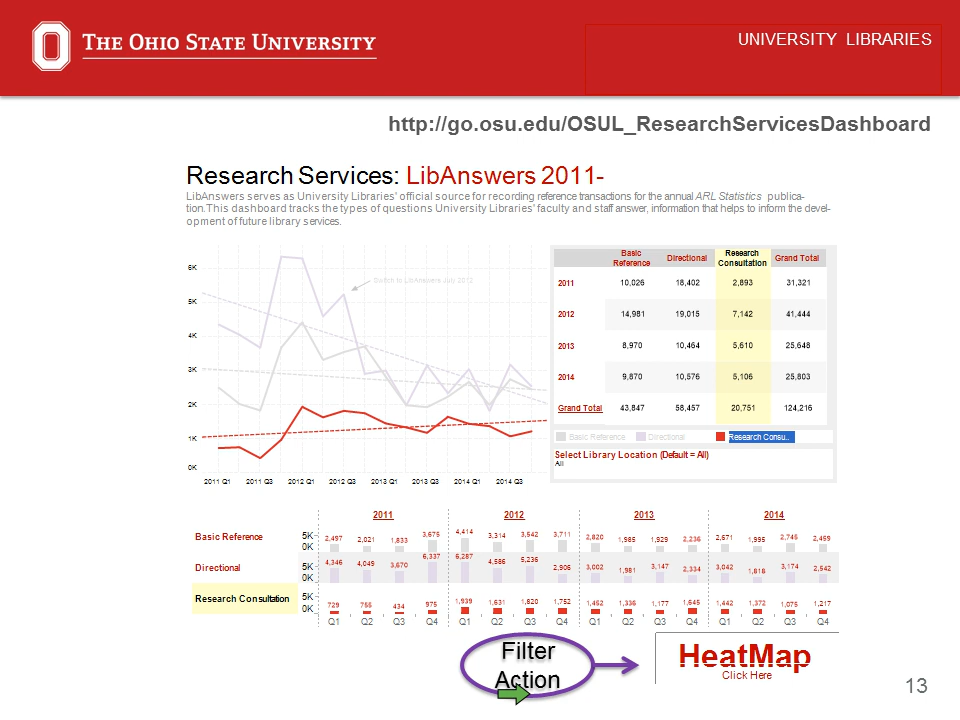 THE OHIO STATE UNIVERSITY
UNIVERSITY LIBRARIES
http://go.osu.edu/OSUL_ResearchServicesDashboard
Research Services: LibAnswers 2011-
LibAnswers serves as University Libraries' official source for recording reference transactions for the annual ARL Statistics publica-
tion.This dashboard tracks the types of questions University Libraries' faculty and staff answer, information that helps to inform the devel-
opment of future library services.
6K
5K
4K
3K
2K
1K
0K
Switch to LibAnswers July 2012
2011 Q1 2011 Q3 2012 Q1 2012 Q3 2013 Q1 2013 Q3 2014 Q1 2014 Q3
Basic Reference Directional Research Consultation Grand Total
2011 10,026 18,402 2,893 31,321
2012 14,981 19,015 7,142 41,444
2013 8,970 10,464 5,610 25,648
2014 9,870 10,576 5,106 25,803
Grand Total 43,847 58,457 20,751 124,216
Basic Reference Directional Research Consu..
Select Library Location (Default = All)
All
2011 2012 2013 2014
Basic Reference 5K 2,497 2,021 1,833 3,675 4,414 3,314 3,542 3,711 2,820 1,985 1,929 2,236 2,671 1,995 2,745 2,459
0K
Directional 5K 4,346 4,049 3,670 6,337 6,287 4,586 5,236 2,906 3,002 1,981 3,147 2,334 3,042 1,818 3,174 2,542
0K
Research Consultation 5K 729 755 434 975 1,939 1,631 1,820 1,752 1,452 1,336 1,177 1,645 1,442 1,372 1,075 1,217
0K
Q1 Q2 Q3 Q4 Q1 Q2 Q3 Q4 Q1 Q2 Q3 Q4 Q1 Q2 Q3 Q4
Filter
Action
HeatMap
Click Here
13